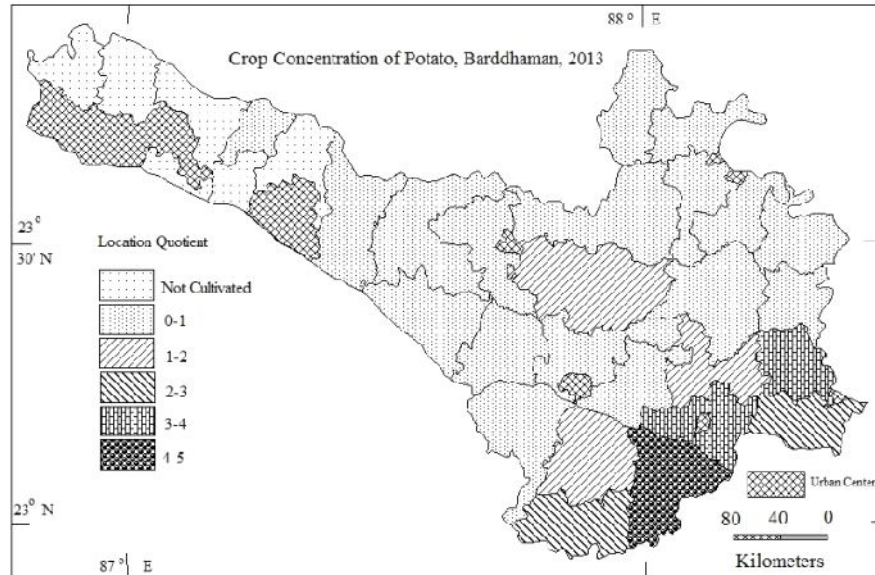 88° E
Crop Concentration of Potato, Barddhaman, 2013
23°
30' N
Location Quotient
Not Cultivated
0-1
1-2
2-3
3-4
4-5
Urban Center
80 40 0
Kilometers
23° N
87° E